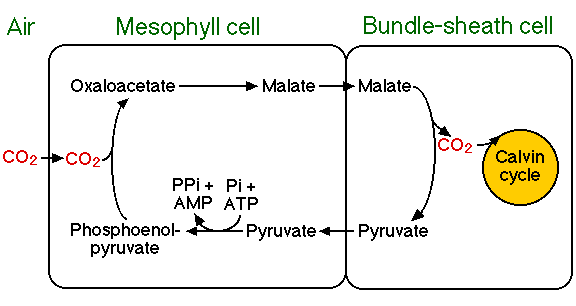 Air
Mesophyll cell
Bundle-sheath cell
Oxaloacetate
Malate
Malate
CO2
CO2
CO2
Calvin
cycle
PPi +
AMP
Pi +
ATP
Phosphoenol-
pyruvate
Pyruvate
Pyruvate